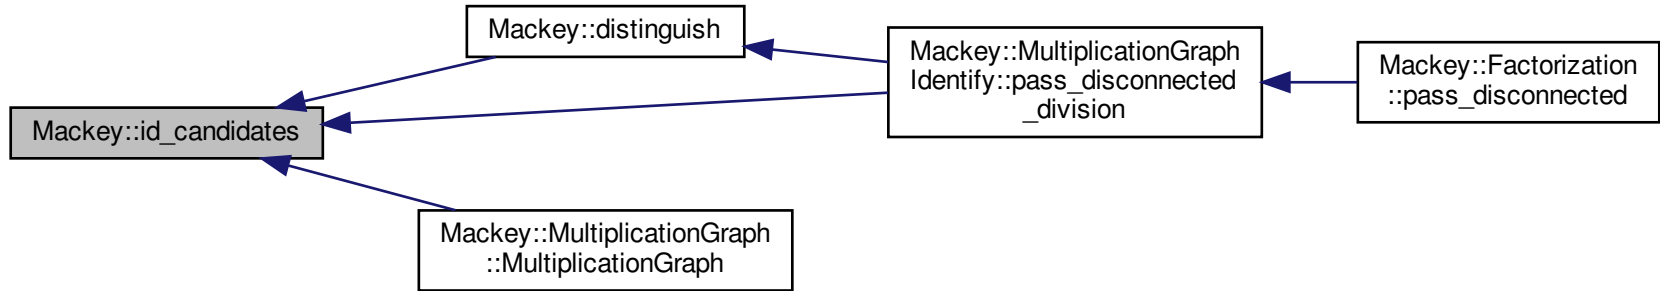 Mackey::id_candidates
Mackey::distinguish
Mackey::MultiplicationGraph
::MultiplicationGraph
Mackey::MultiplicationGraph
Identify::pass_disconnected
_division
Mackey::Factorization
::pass_disconnected